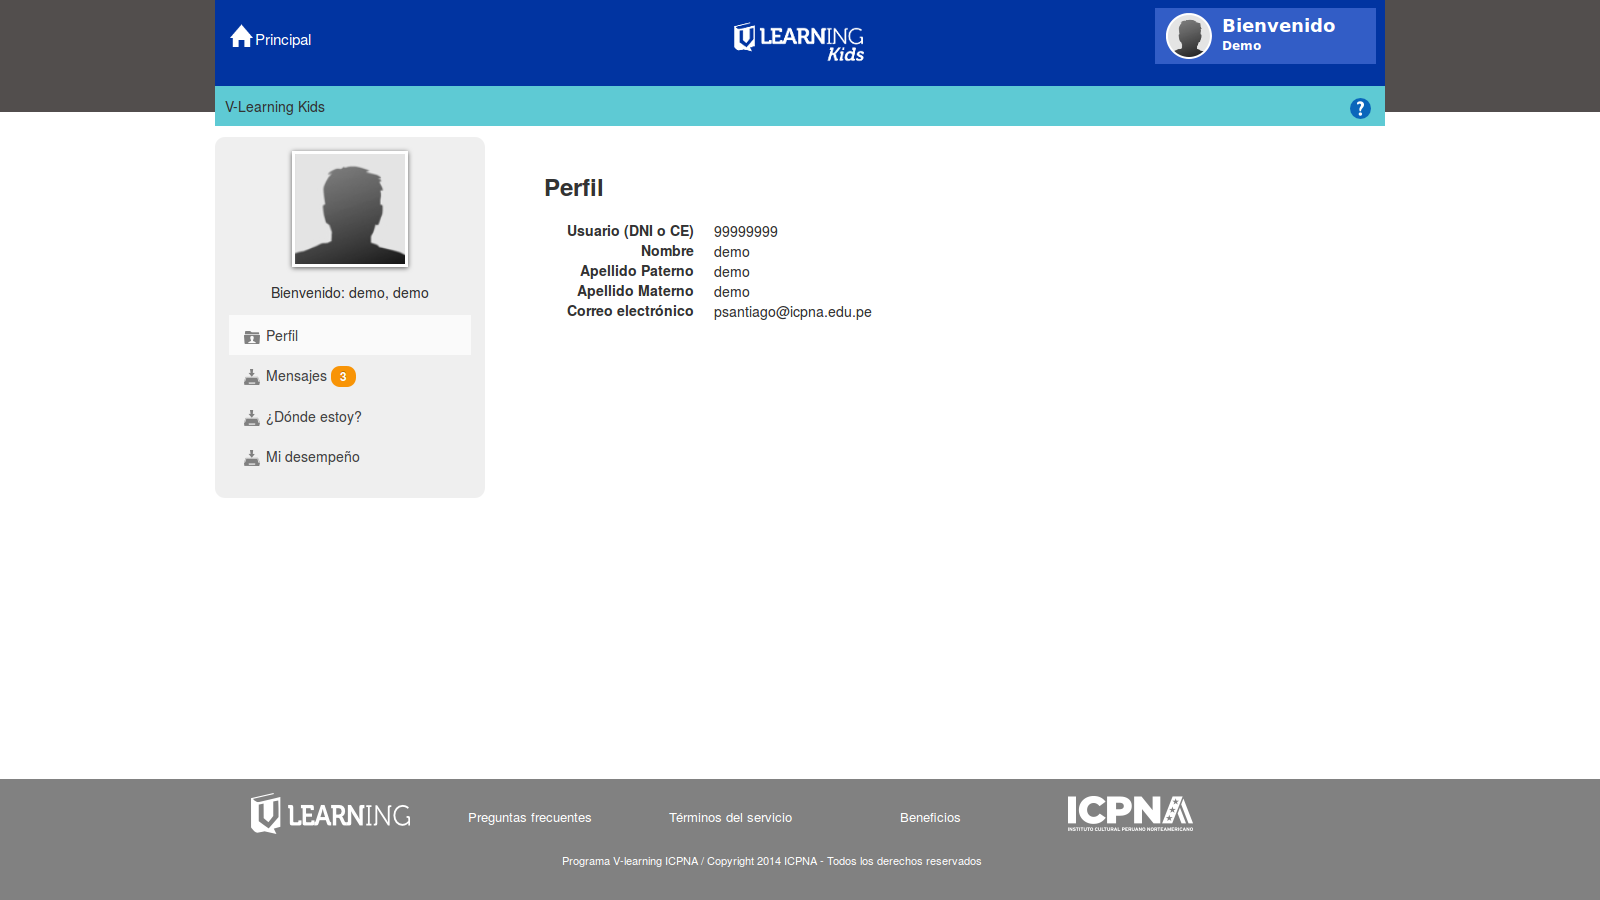 Principal
V LEARNING
Kids
Bienvenido
Demo
V-Learning Kids
?
Bienvenido: demo, demo
Perfil
Mensajes 3
¿Dónde estoy?
Mi desempeño
Perfil
Usuario (DNI o CE) 99999999
Nombre demo
Apellido Paterno demo
Apellido Materno demo
Correo electrónico psantiago@icpna.edu.pe
V LEARNING
Preguntas frecuentes
Términos del servicio
Beneficios
ICPNA
INSTITUTO CULTURAL PERUANO NORTEAMERICANO
Programa V-learning ICPNA / Copyright 2014 ICPNA - Todos los derechos reservados